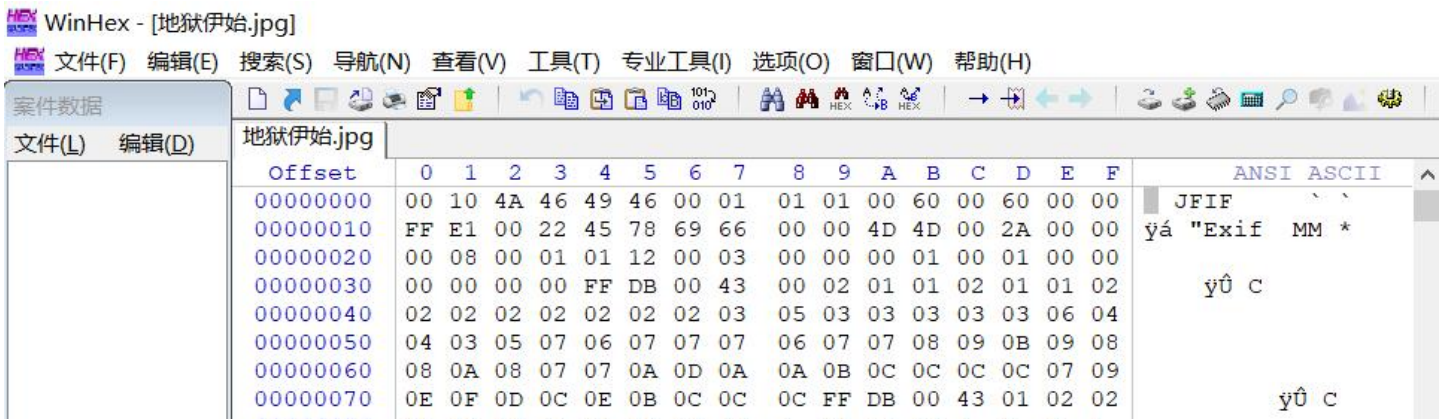 WinHex - [地狱伊始.jpg]
文件(F) 编辑(E) 搜索(S) 导航(N) 查看(V) 工具(T) 专业工具(I) 选项(O) 窗口(W) 帮助(H)
案件数据
文件(L) 编辑(D)
地狱伊始.jpg
Offset 0 1 2 3 4 5 6 7 8 9 A B C D E F ANSI ASCII
00000000 00 10 4A 46 49 46 00 01 01 01 00 60 00 60 00 00 JFIF ` `
00000010 FF E1 00 22 45 78 69 66 00 00 4D 4D 00 2A 00 00 ÿá "Exif MM *
00000020 00 08 00 01 01 12 00 03 00 00 00 01 00 01 00 00
00000030 00 00 00 00 FF DB 00 43 00 02 01 01 02 01 01 02 ÿÛ C
00000040 02 02 02 02 02 02 02 03 05 03 03 03 03 03 06 04
00000050 04 03 05 07 06 07 07 07 06 07 07 08 09 0B 09 08
00000060 08 0A 08 07 07 0A 0D 0A 0A 0B 0C 0C 0C 0C 07 09
00000070 0E 0F 0D 0C 0E 0B 0C 0C 0C FF DB 00 43 01 02 02 ÿÛ C